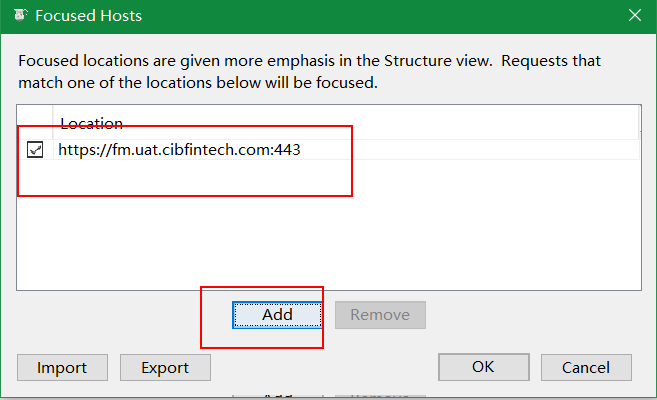 Focused Hosts
Focused locations are given more emphasis in the Structure view.  Requests that
match one of the locations below will be focused.
Location
https://fm.uat.cibfintech.com:443
Add
Remove
Import
Export
OK
Cancel